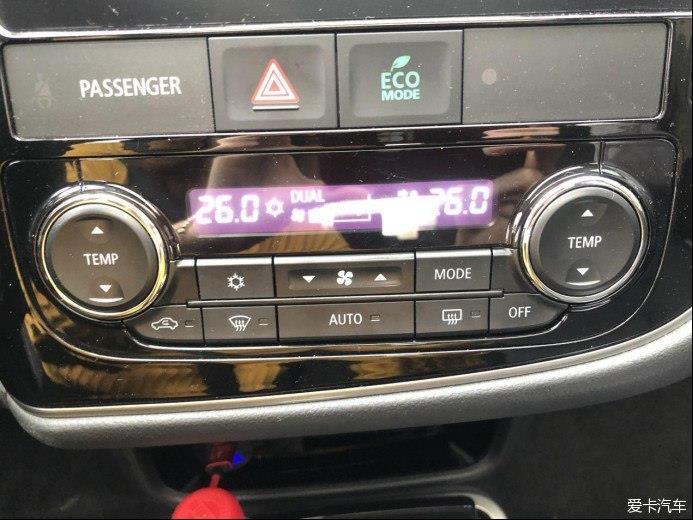 PASSENGER
ECO
MODE
26.0
DUAL
26.0
TEMP
TEMP
MODE
AUTO
OFF
爱卡汽车